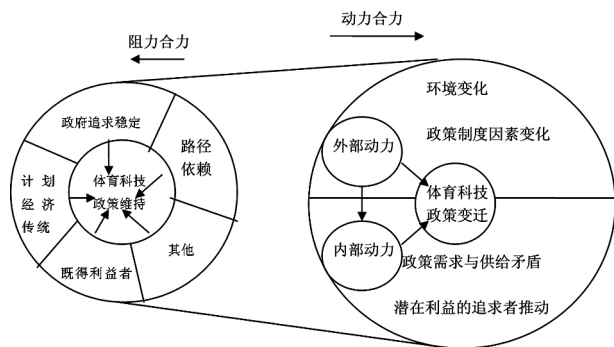 阻力合力
动力合力
政府追求稳定
路径
依赖
计 划
经 济
传统
体育科技
政策维持
既得利益者
其他
环境变化
政策制度因素变化
外部动力
体育科技
政策变迁
内部动力
政策需求与供给矛盾
潜在利益的追求者推动